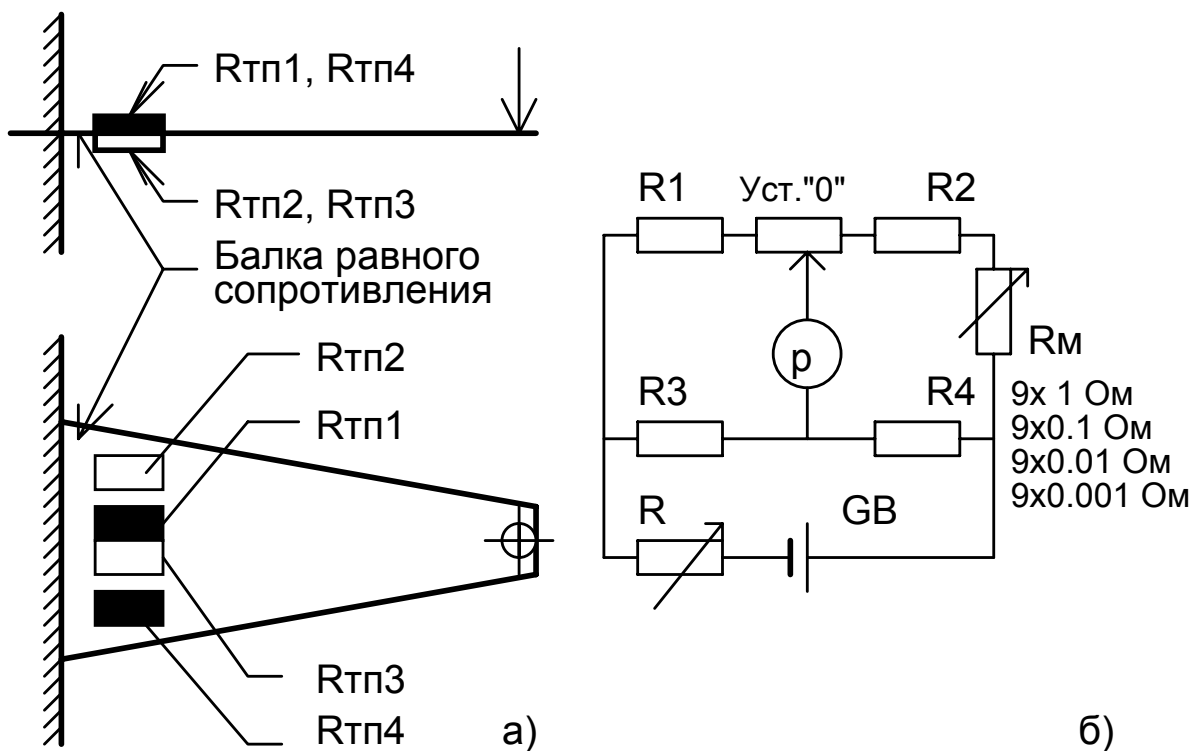 Rтп1, Rтп4
Rтп2, Rтп3
Балка равного
сопротивления
Rтп2
Rтп1
Rтп3
Rтп4
а)
R1
Уст."0"
R2
Rм
p
R3
R4
9x 1 Ом
9x0.1 Ом
9x0.01 Ом
9x0.001 Ом
R
GB
б)